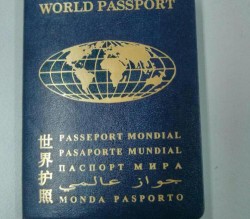 WORLD PASSPORT
世界护照
PASSEPORT MONDIAL
PASAPORTE MUNDIAL
ПАСПОРТ МИРА
جواز عالمي
MONDA PASPORTO